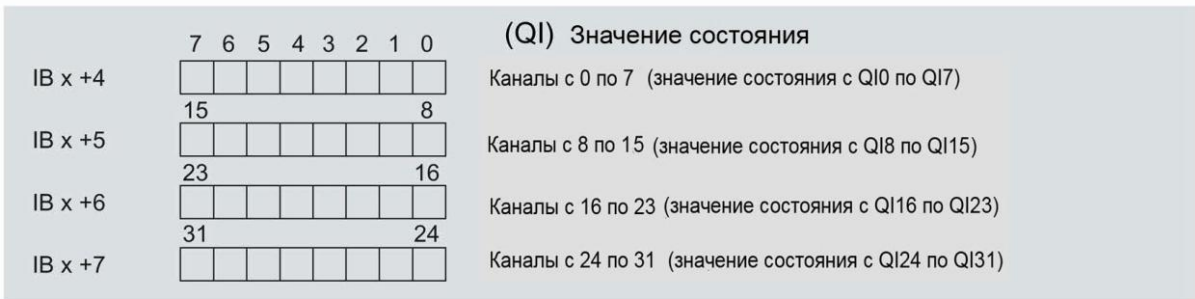 (QI) Значение состояния
7 6 5 4 3 2 1 0
IB x +4 Каналы с 0 по 7 (значение состояния с QI0 по QI7)
15 8
IB x +5 Каналы с 8 по 15 (значение состояния с QI8 по QI15)
23 16
IB x +6 Каналы с 16 по 23 (значение состояния с QI16 по QI23)
31 24
IB x +7 Каналы с 24 по 31 (значение состояния с QI24 по QI31)